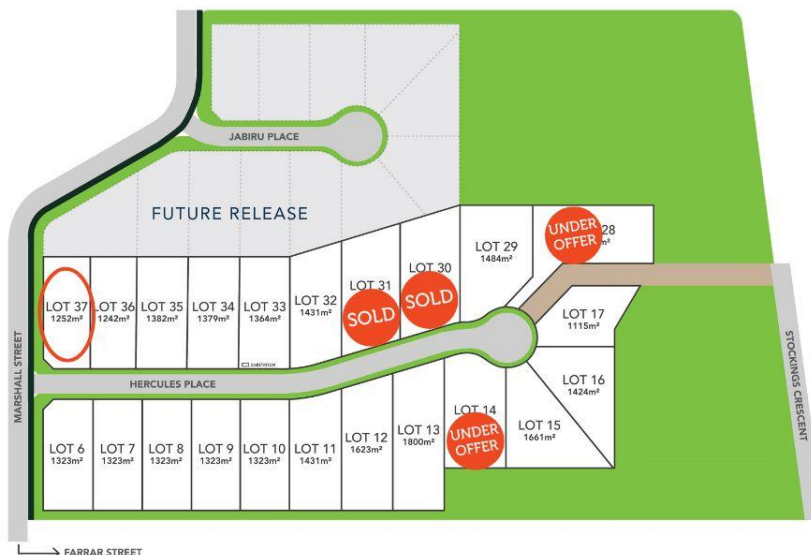 JABIRU PLACE
FUTURE RELEASE
MARSHALL STREET
LOT 37
1252m²
LOT 36
1242m²
LOT 35
1382m²
LOT 34
1379m²
LOT 33
1364m²
SUBSTATION
LOT 32
1431m²
LOT 31
SOLD
LOT 30
SOLD
LOT 29
1484m²
UNDER
OFFER
28
m²
LOT 17
1115m²
LOT 16
1424m²
LOT 15
1661m²
LOT 14
UNDER
OFFER
LOT 13
1800m²
LOT 12
1623m²
LOT 11
1431m²
LOT 10
1323m²
LOT 9
1323m²
LOT 8
1323m²
LOT 7
1323m²
LOT 6
1323m²
HERCULES PLACE
STOCKINGS CRESCENT
FARRAR STREET